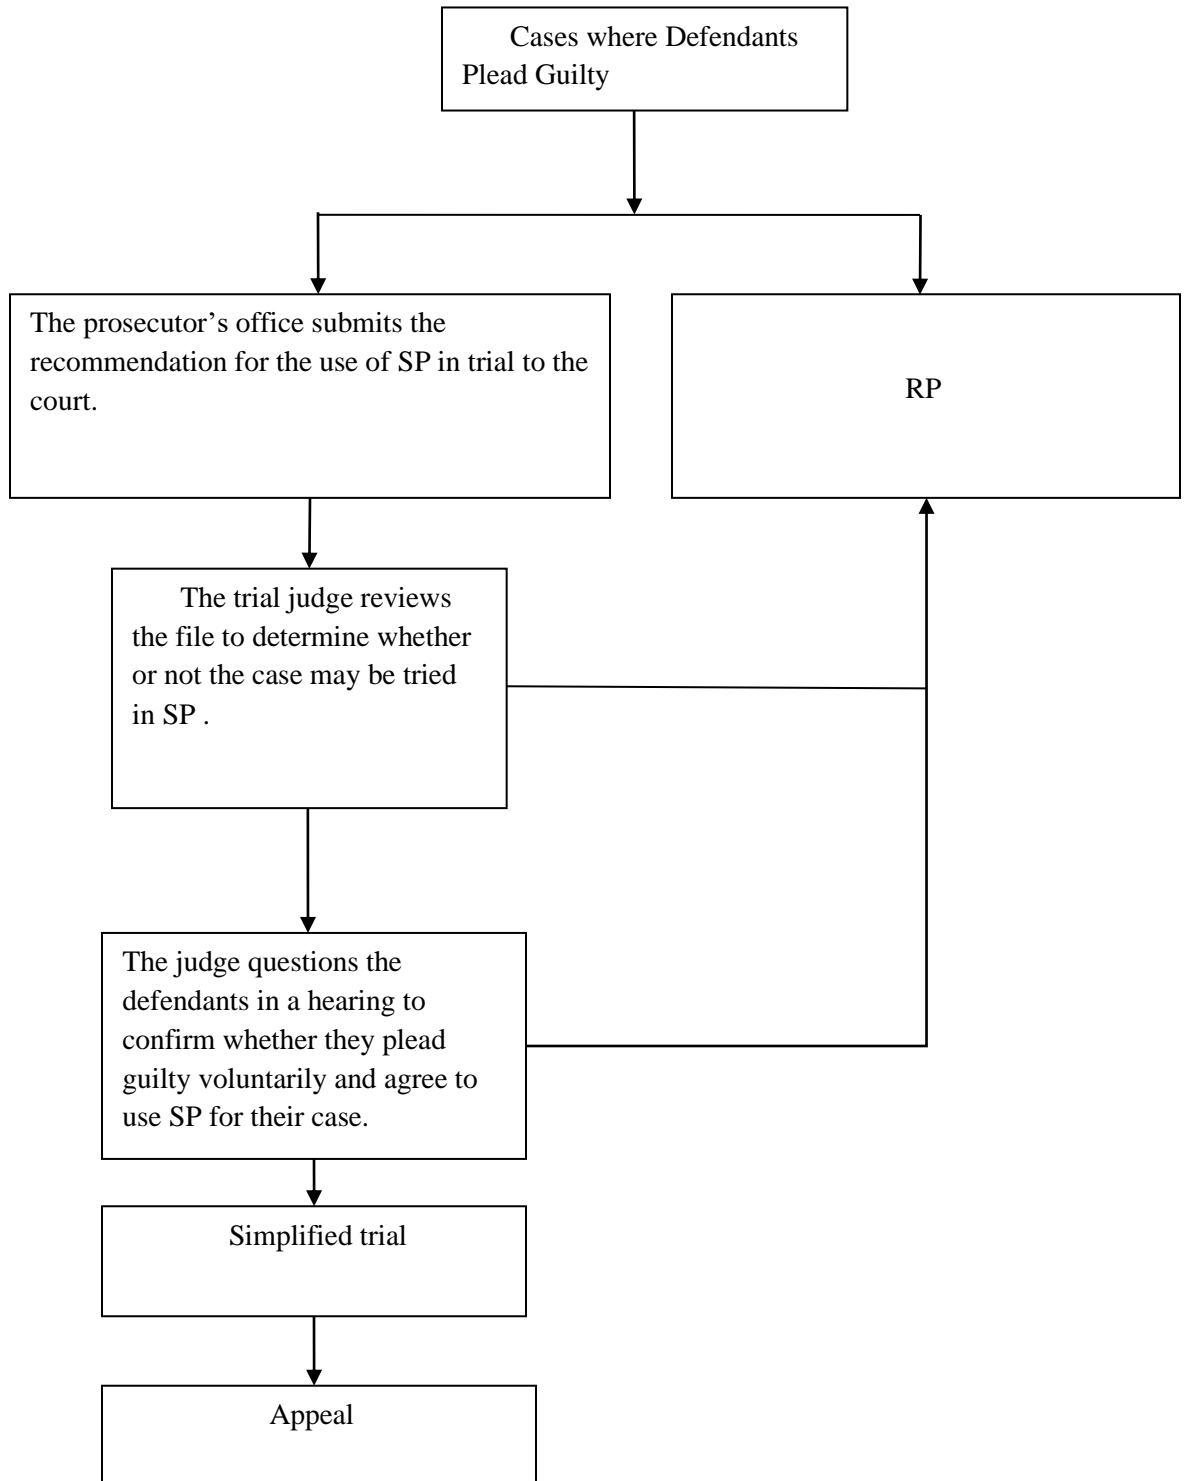 Cases where Defendants
Plead Guilty
The prosecutor’s office submits the
recommendation for the use of SP in trial to the
court.
RP
The trial judge reviews
the file to determine whether
or not the case may be tried
in SP .
The judge questions the
defendants in a hearing to
confirm whether they plead
guilty voluntarily and agree to
use SP for their case.
Simplified trial
Appeal